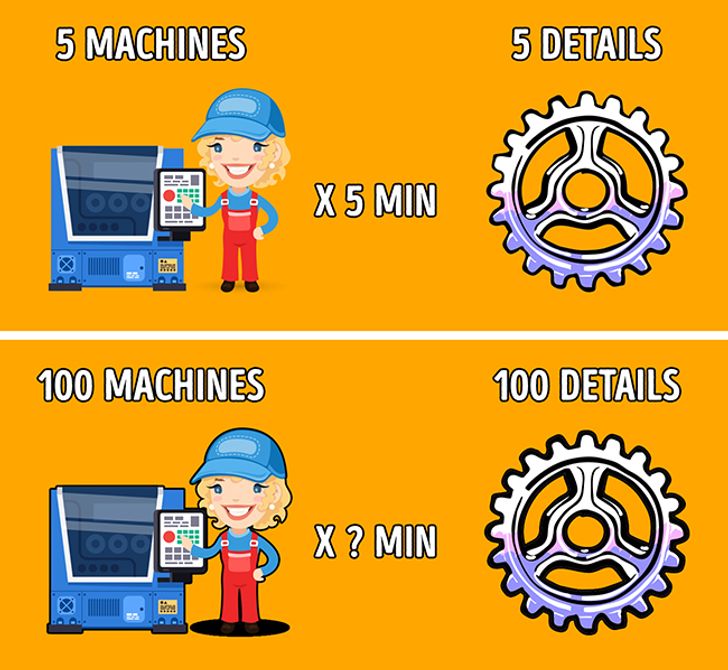 5 MACHINES
5 DETAILS
X 5 MIN
100 MACHINES
100 DETAILS
X ? MIN